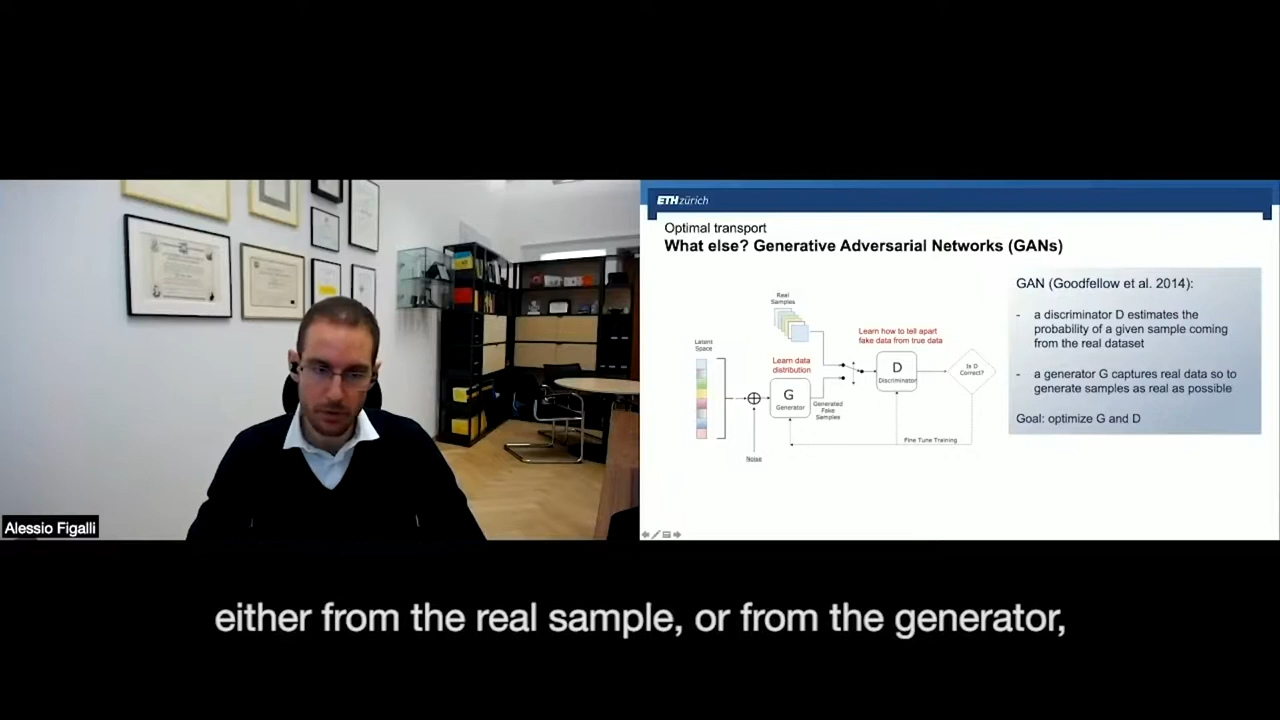 ETH zürich
Optimal transport
What else? Generative Adversarial Networks (GANs)
Real
Samples
Latent
Space
Learn data
distribution
G
Generator
Noise
Generated
Fake
Samples
Learn how to tell apart
fake data from true data
D
Discriminator
Is D
Correct?
Fine Tune Training
GAN (Goodfellow et al. 2014):
- a discriminator D estimates the
probability of a given sample coming
from the real dataset
- a generator G captures real data so to
generate samples as real as possible
Goal: optimize G and D
Alessio Figalli
either from the real sample, or from the generator,